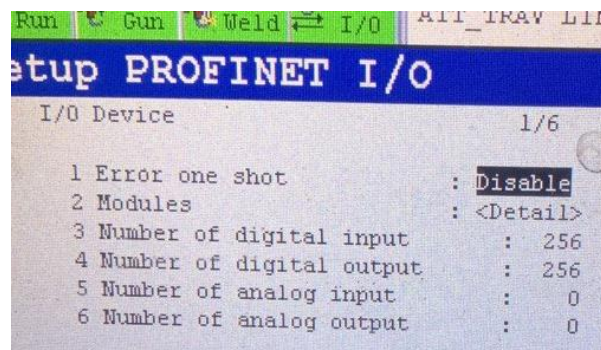 Run Gun Weld I/O ATT_TRAV LI
etup PROFINET I/O
I/O Device 1/6
1 Error one shot : Disable
2 Modules : <Detail>
3 Number of digital input : 256
4 Number of digital output : 256
5 Number of analog input : 0
6 Number of analog output : 0